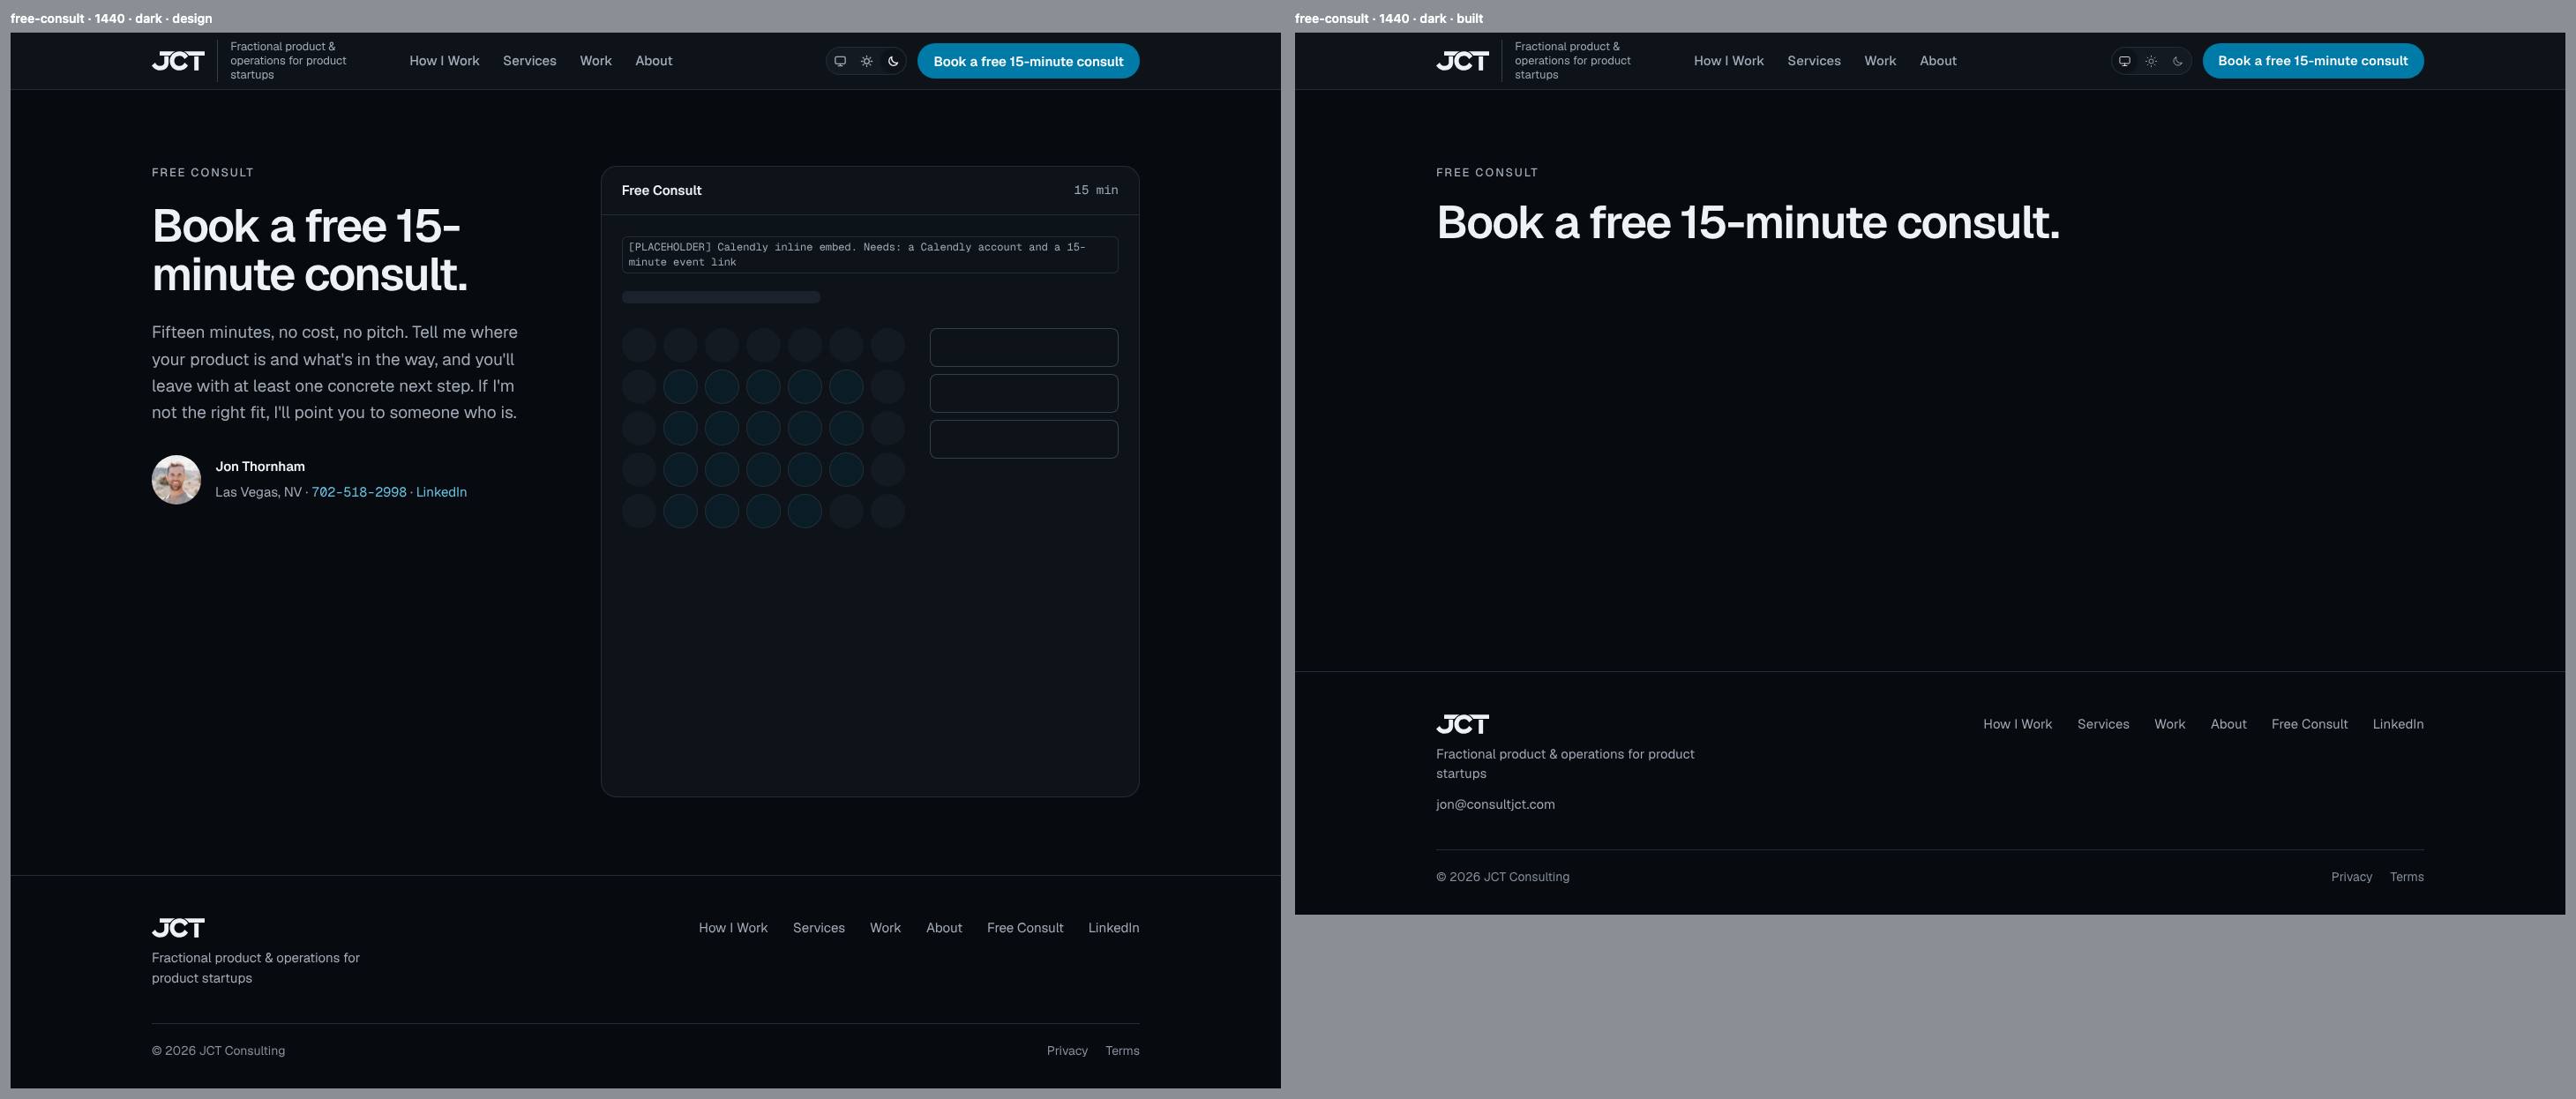 free-consult · 1440 · dark · design
JCT
Fractional product &
operations for product
startups
How I Work
Services
Work
About
Book a free 15-minute consult
FREE CONSULT
Book a free 15-
minute consult.
Fifteen minutes, no cost, no pitch. Tell me where
your product is and what's in the way, and you'll
leave with at least one concrete next step. If I'm
not the right fit, I'll point you to someone who is.
Jon Thornham
Las Vegas, NV · 702-518-2998 · LinkedIn
Free Consult
15 min
[PLACEHOLDER] Calendly inline embed. Needs: a Calendly account and a 15-
minute event link
JCT
Fractional product & operations for
product startups
How I Work
Services
Work
About
Free Consult
LinkedIn
© 2026 JCT Consulting
Privacy
Terms
free-consult · 1440 · dark · built
JCT
Fractional product &
operations for product
startups
How I Work
Services
Work
About
Book a free 15-minute consult
FREE CONSULT
Book a free 15-minute consult.
JCT
Fractional product & operations for product
startups
jon@consultjct.com
How I Work
Services
Work
About
Free Consult
LinkedIn
© 2026 JCT Consulting
Privacy
Terms